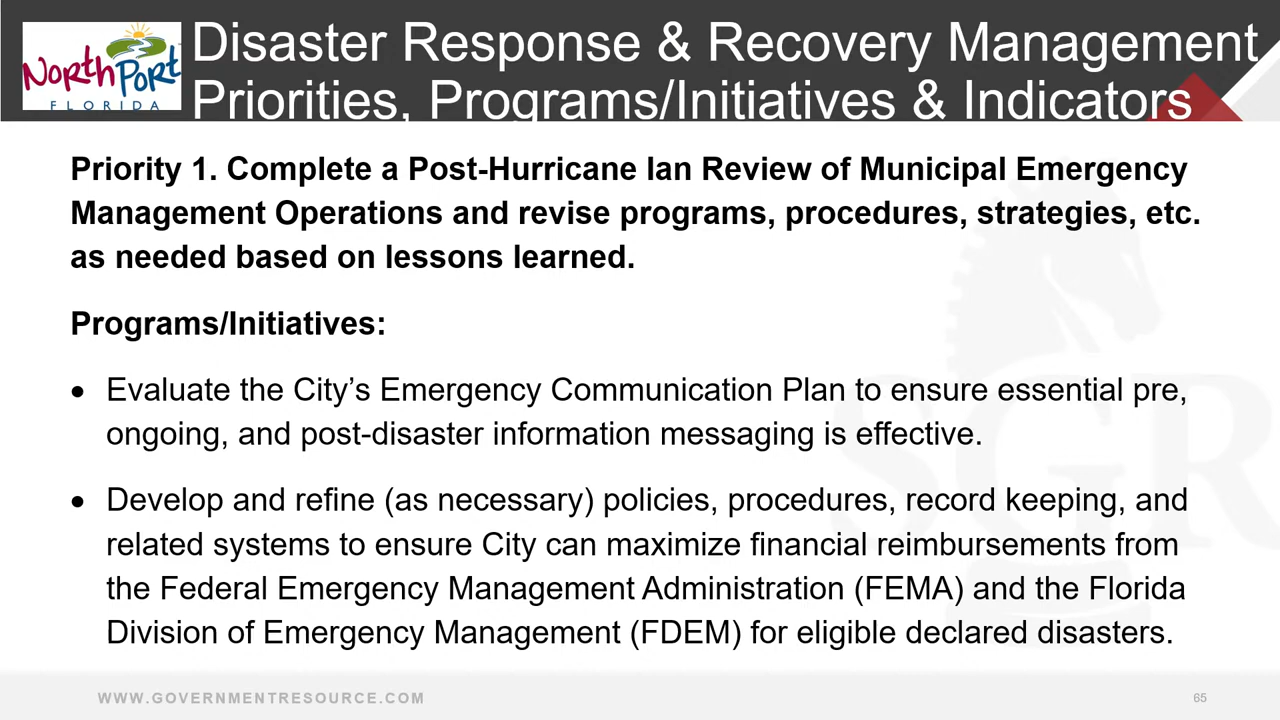 North Port
FLORIDA
Disaster Response & Recovery Management
Priorities, Programs/Initiatives & Indicators
Priority 1. Complete a Post-Hurricane Ian Review of Municipal Emergency
Management Operations and revise programs, procedures, strategies, etc.
as needed based on lessons learned.
Programs/Initiatives:
• Evaluate the City’s Emergency Communication Plan to ensure essential pre,
ongoing, and post-disaster information messaging is effective.
• Develop and refine (as necessary) policies, procedures, record keeping, and
related systems to ensure City can maximize financial reimbursements from
the Federal Emergency Management Administration (FEMA) and the Florida
Division of Emergency Management (FDEM) for eligible declared disasters.
SGR
WWW.GOVERNMENTRESOURCE.COM
65